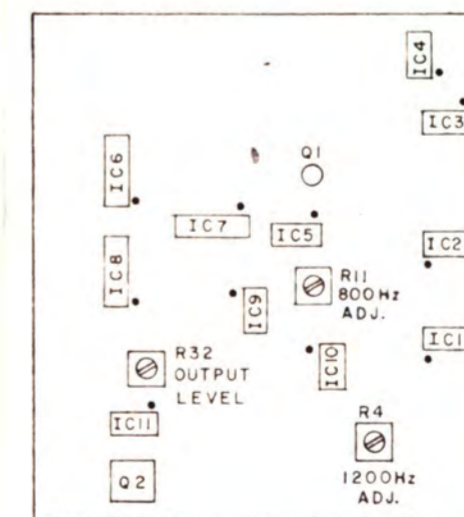 IC4
IC3
Q1
IC6
IC7
IC5
IC2
IC8
R11
800Hz
ADJ.
IC9
IC1
R32
OUTPUT
LEVEL
IC10
IC11
R4
Q2
1200Hz
ADJ.